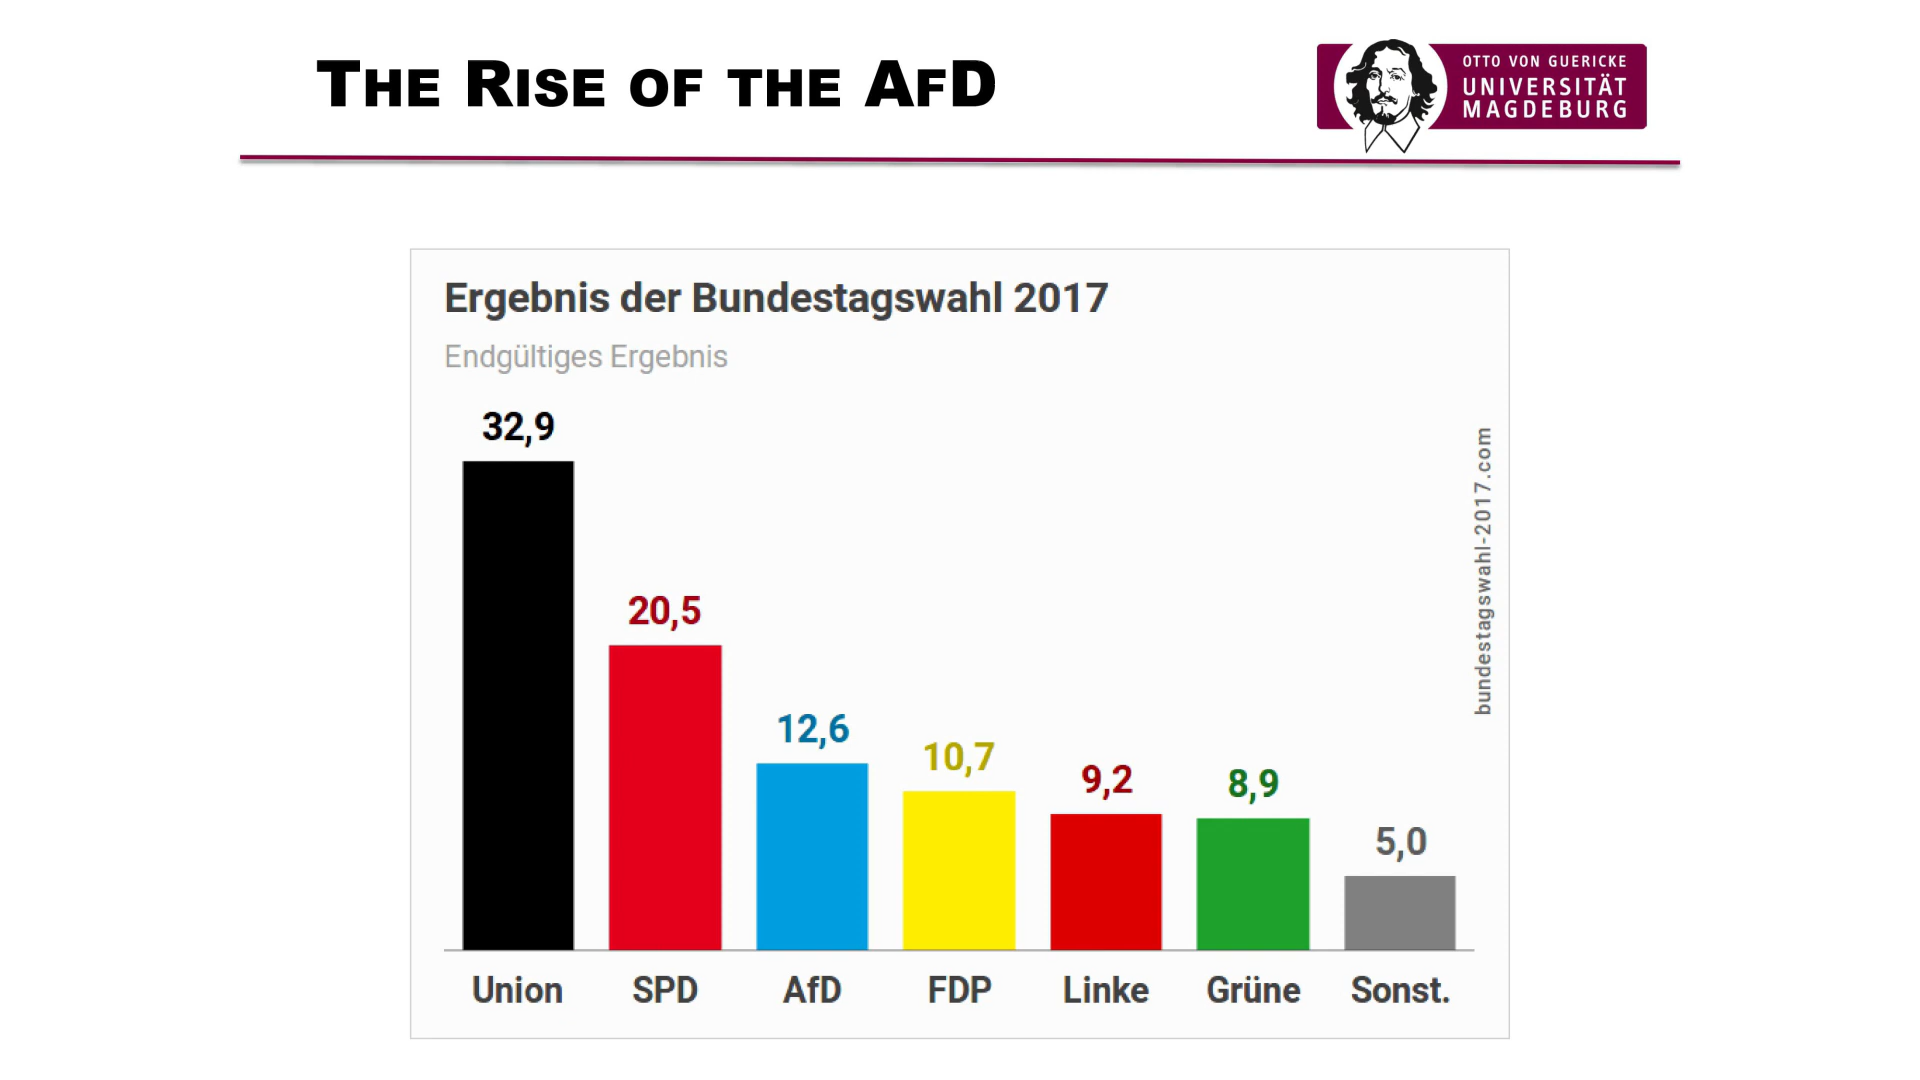 THE RISE OF THE AFD
OTTO VON GUERICKE
UNIVERSITÄT
MAGDEBURG
Ergebnis der Bundestagswahl 2017
Endgültiges Ergebnis
32,9
20,5
12,6
10,7
9,2
8,9
5,0
Union SPD AfD FDP Linke Grüne Sonst.
bundestagswahl-2017.com